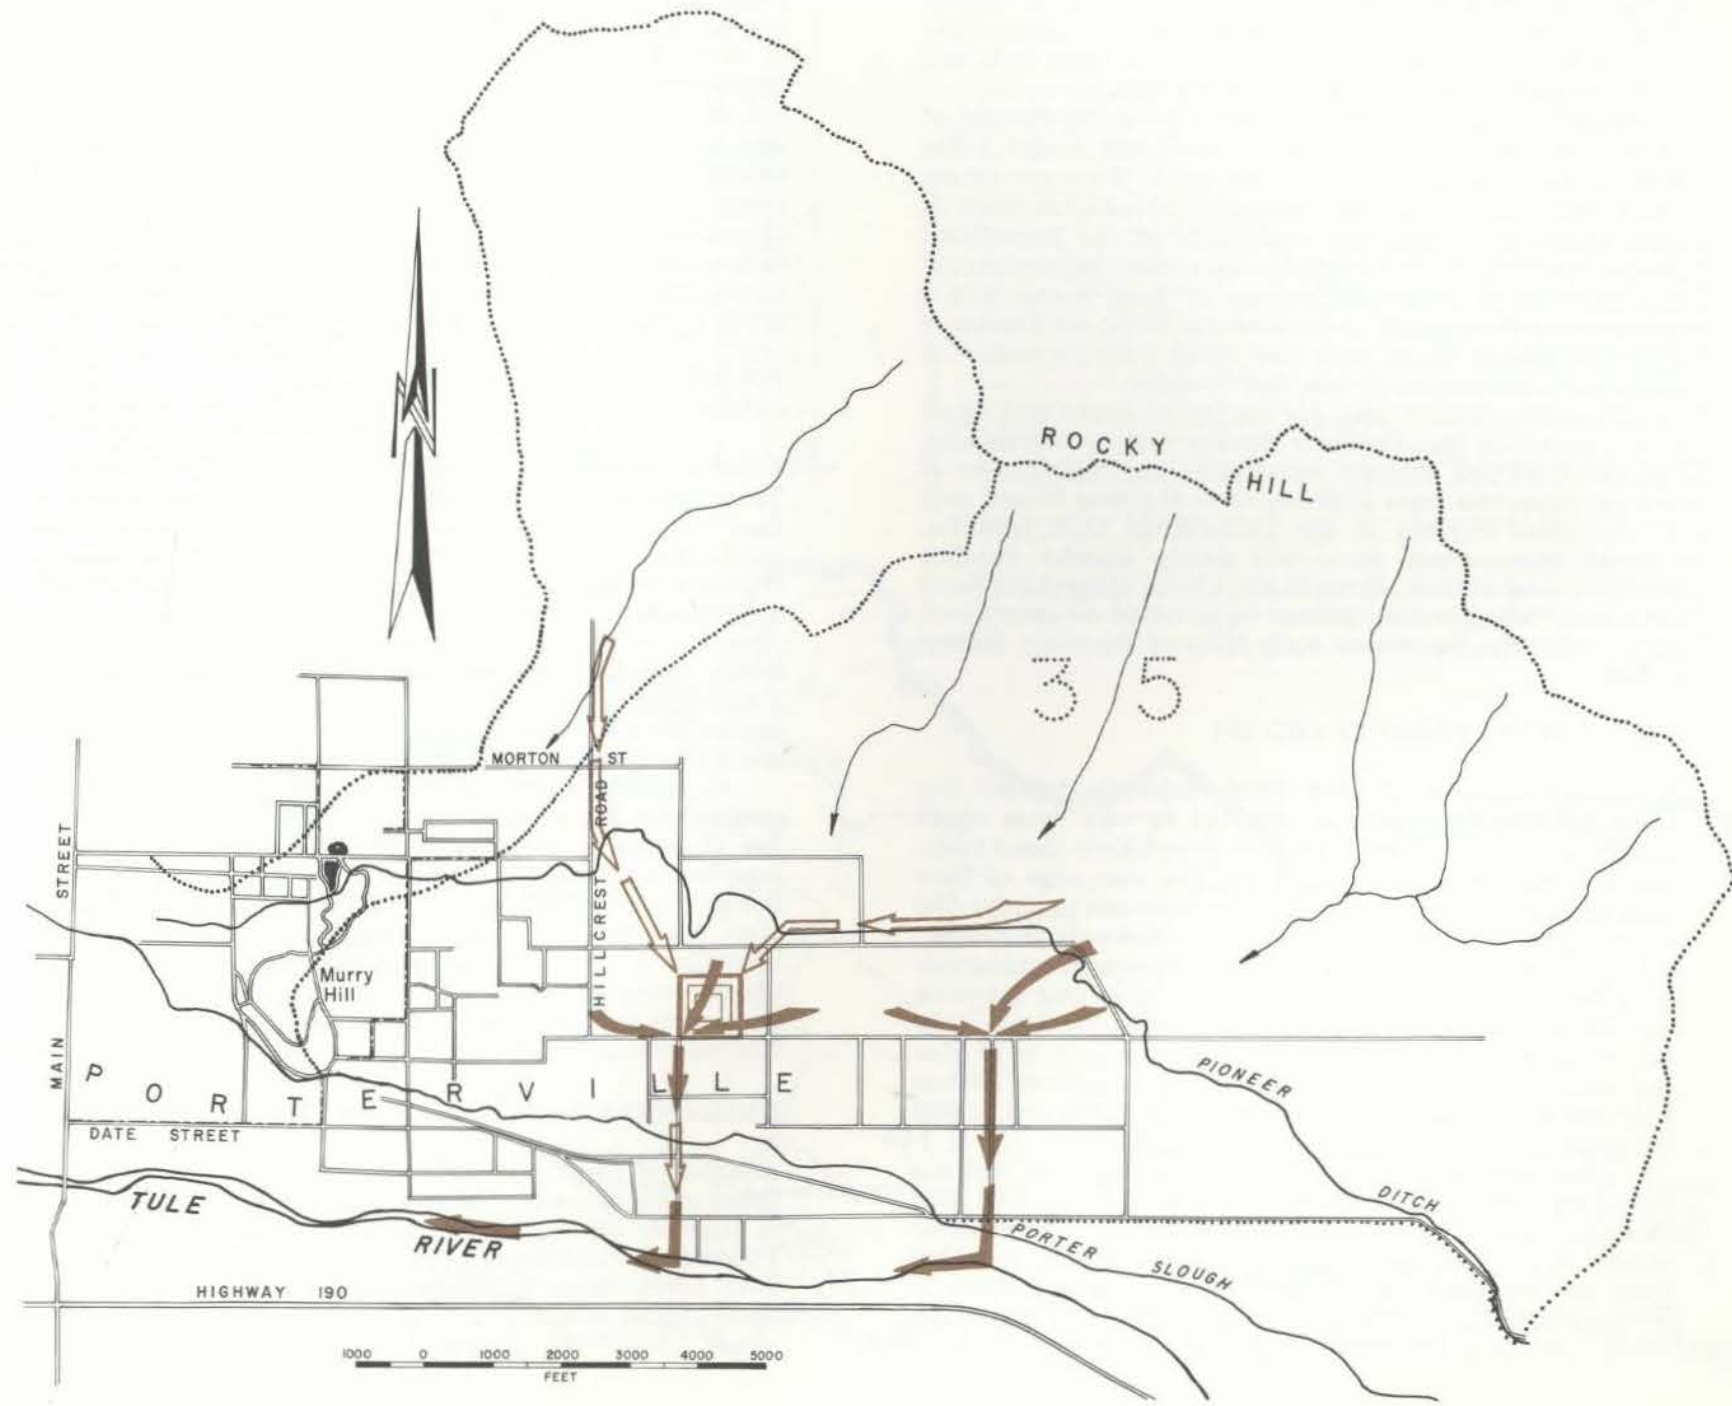 ROCKY
HILL
N
35
MORTON ST
HILLCREST ROAD
MAIN STREET
Murry
Hill
PORTERVILLE
DATE STREET
PIONEER DITCH
TULE
RIVER
PORTER SLOUGH
HIGHWAY 190
1000 0 1000 2000 3000 4000 5000
FEET